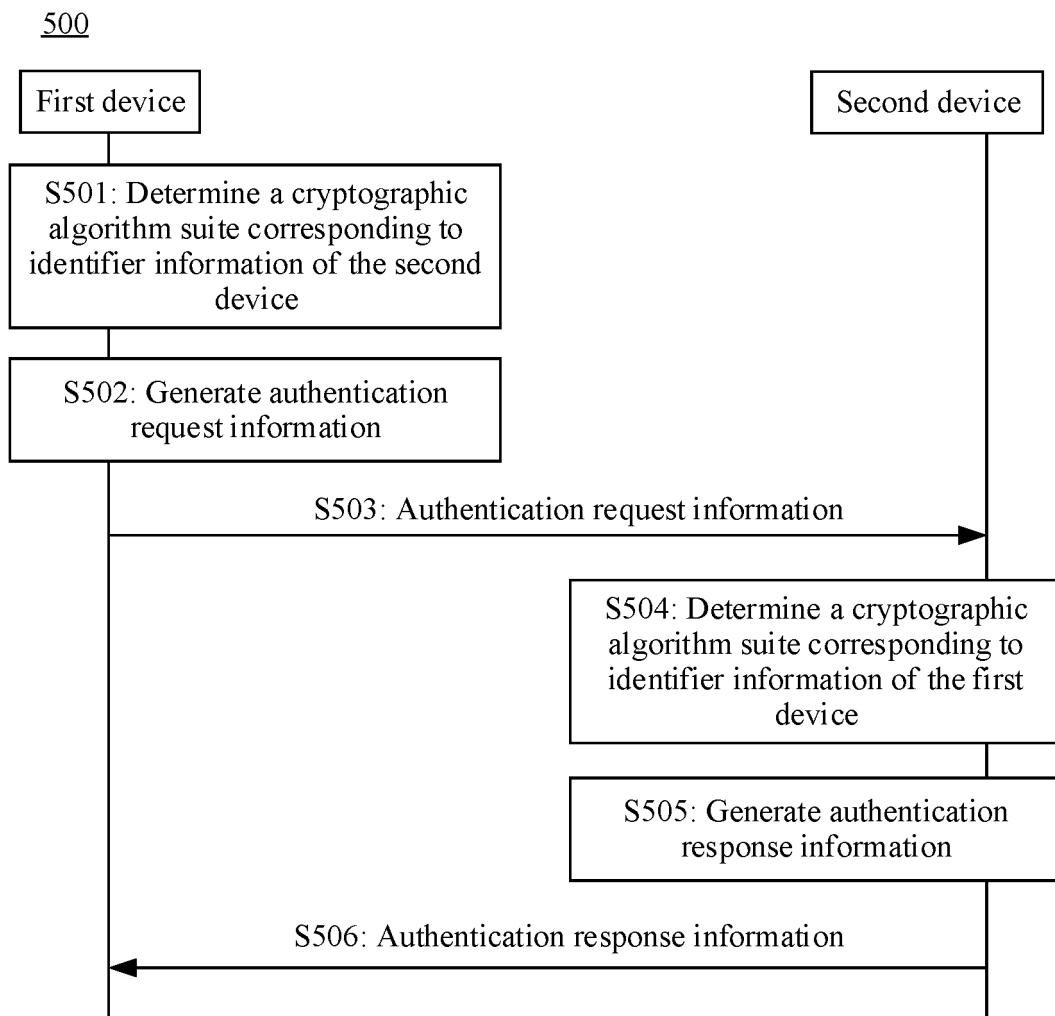 500
First device
Second device
S501: Determine a cryptographic
algorithm suite corresponding to
identifier information of the second
device
S502: Generate authentication
request information
S503: Authentication request information
S504: Determine a cryptographic
algorithm suite corresponding to
identifier information of the first
device
S505: Generate authentication
response information
S506: Authentication response information